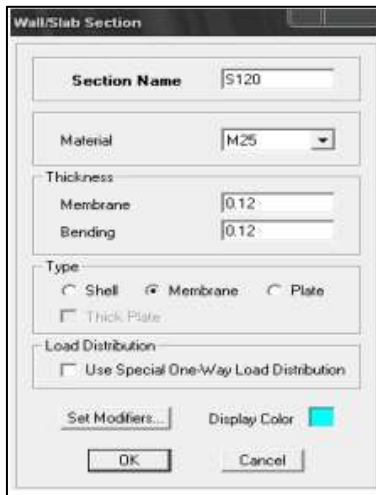 Wall/Slab Section
Section Name S120
Material M25
Thickness
Membrane 0.12
Bending 0.12
Type
Shell Membrane Plate
Thick Plate
Load Distribution
Use Special One-Way Load Distribution
Set Modifiers... Display Color
OK Cancel